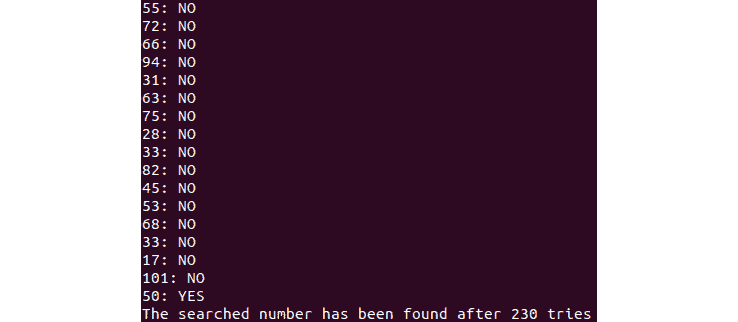 55: NO
72: NO
66: NO
94: NO
31: NO
63: NO
75: NO
28: NO
33: NO
82: NO
45: NO
53: NO
68: NO
33: NO
17: NO
101: NO
50: YES
The searched number has been found after 230 tries